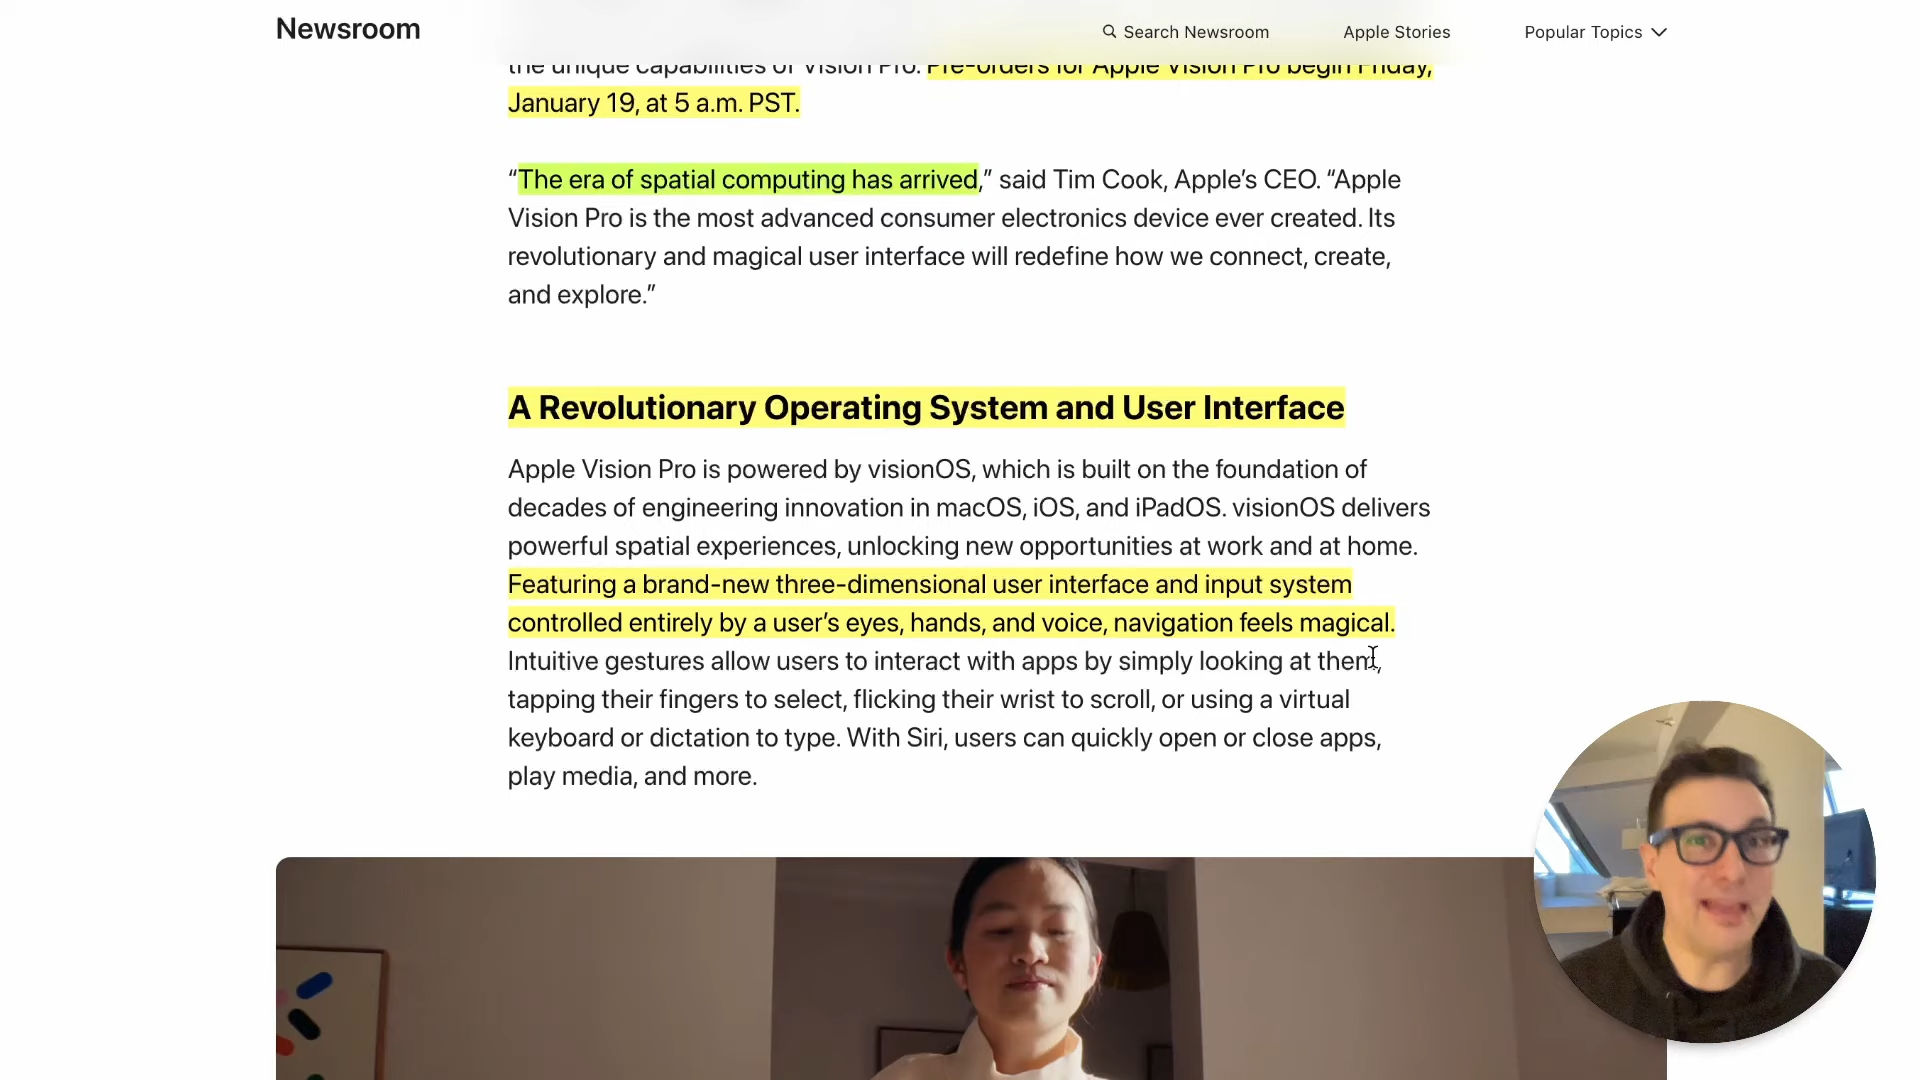 Newsroom
Search Newsroom
Apple Stories
Popular Topics
the unique capabilities of Vision Pro. Pre-orders for Apple Vision Pro begin Friday,
January 19, at 5 a.m. PST.
“The era of spatial computing has arrived,” said Tim Cook, Apple’s CEO. “Apple
Vision Pro is the most advanced consumer electronics device ever created. Its
revolutionary and magical user interface will redefine how we connect, create,
and explore.”
A Revolutionary Operating System and User Interface
Apple Vision Pro is powered by visionOS, which is built on the foundation of
decades of engineering innovation in macOS, iOS, and iPadOS. visionOS delivers
powerful spatial experiences, unlocking new opportunities at work and at home.
Featuring a brand-new three-dimensional user interface and input system
controlled entirely by a user’s eyes, hands, and voice, navigation feels magical.
Intuitive gestures allow users to interact with apps by simply looking at them,
tapping their fingers to select, flicking their wrist to scroll, or using a virtual
keyboard or dictation to type. With Siri, users can quickly open or close apps,
play media, and more.